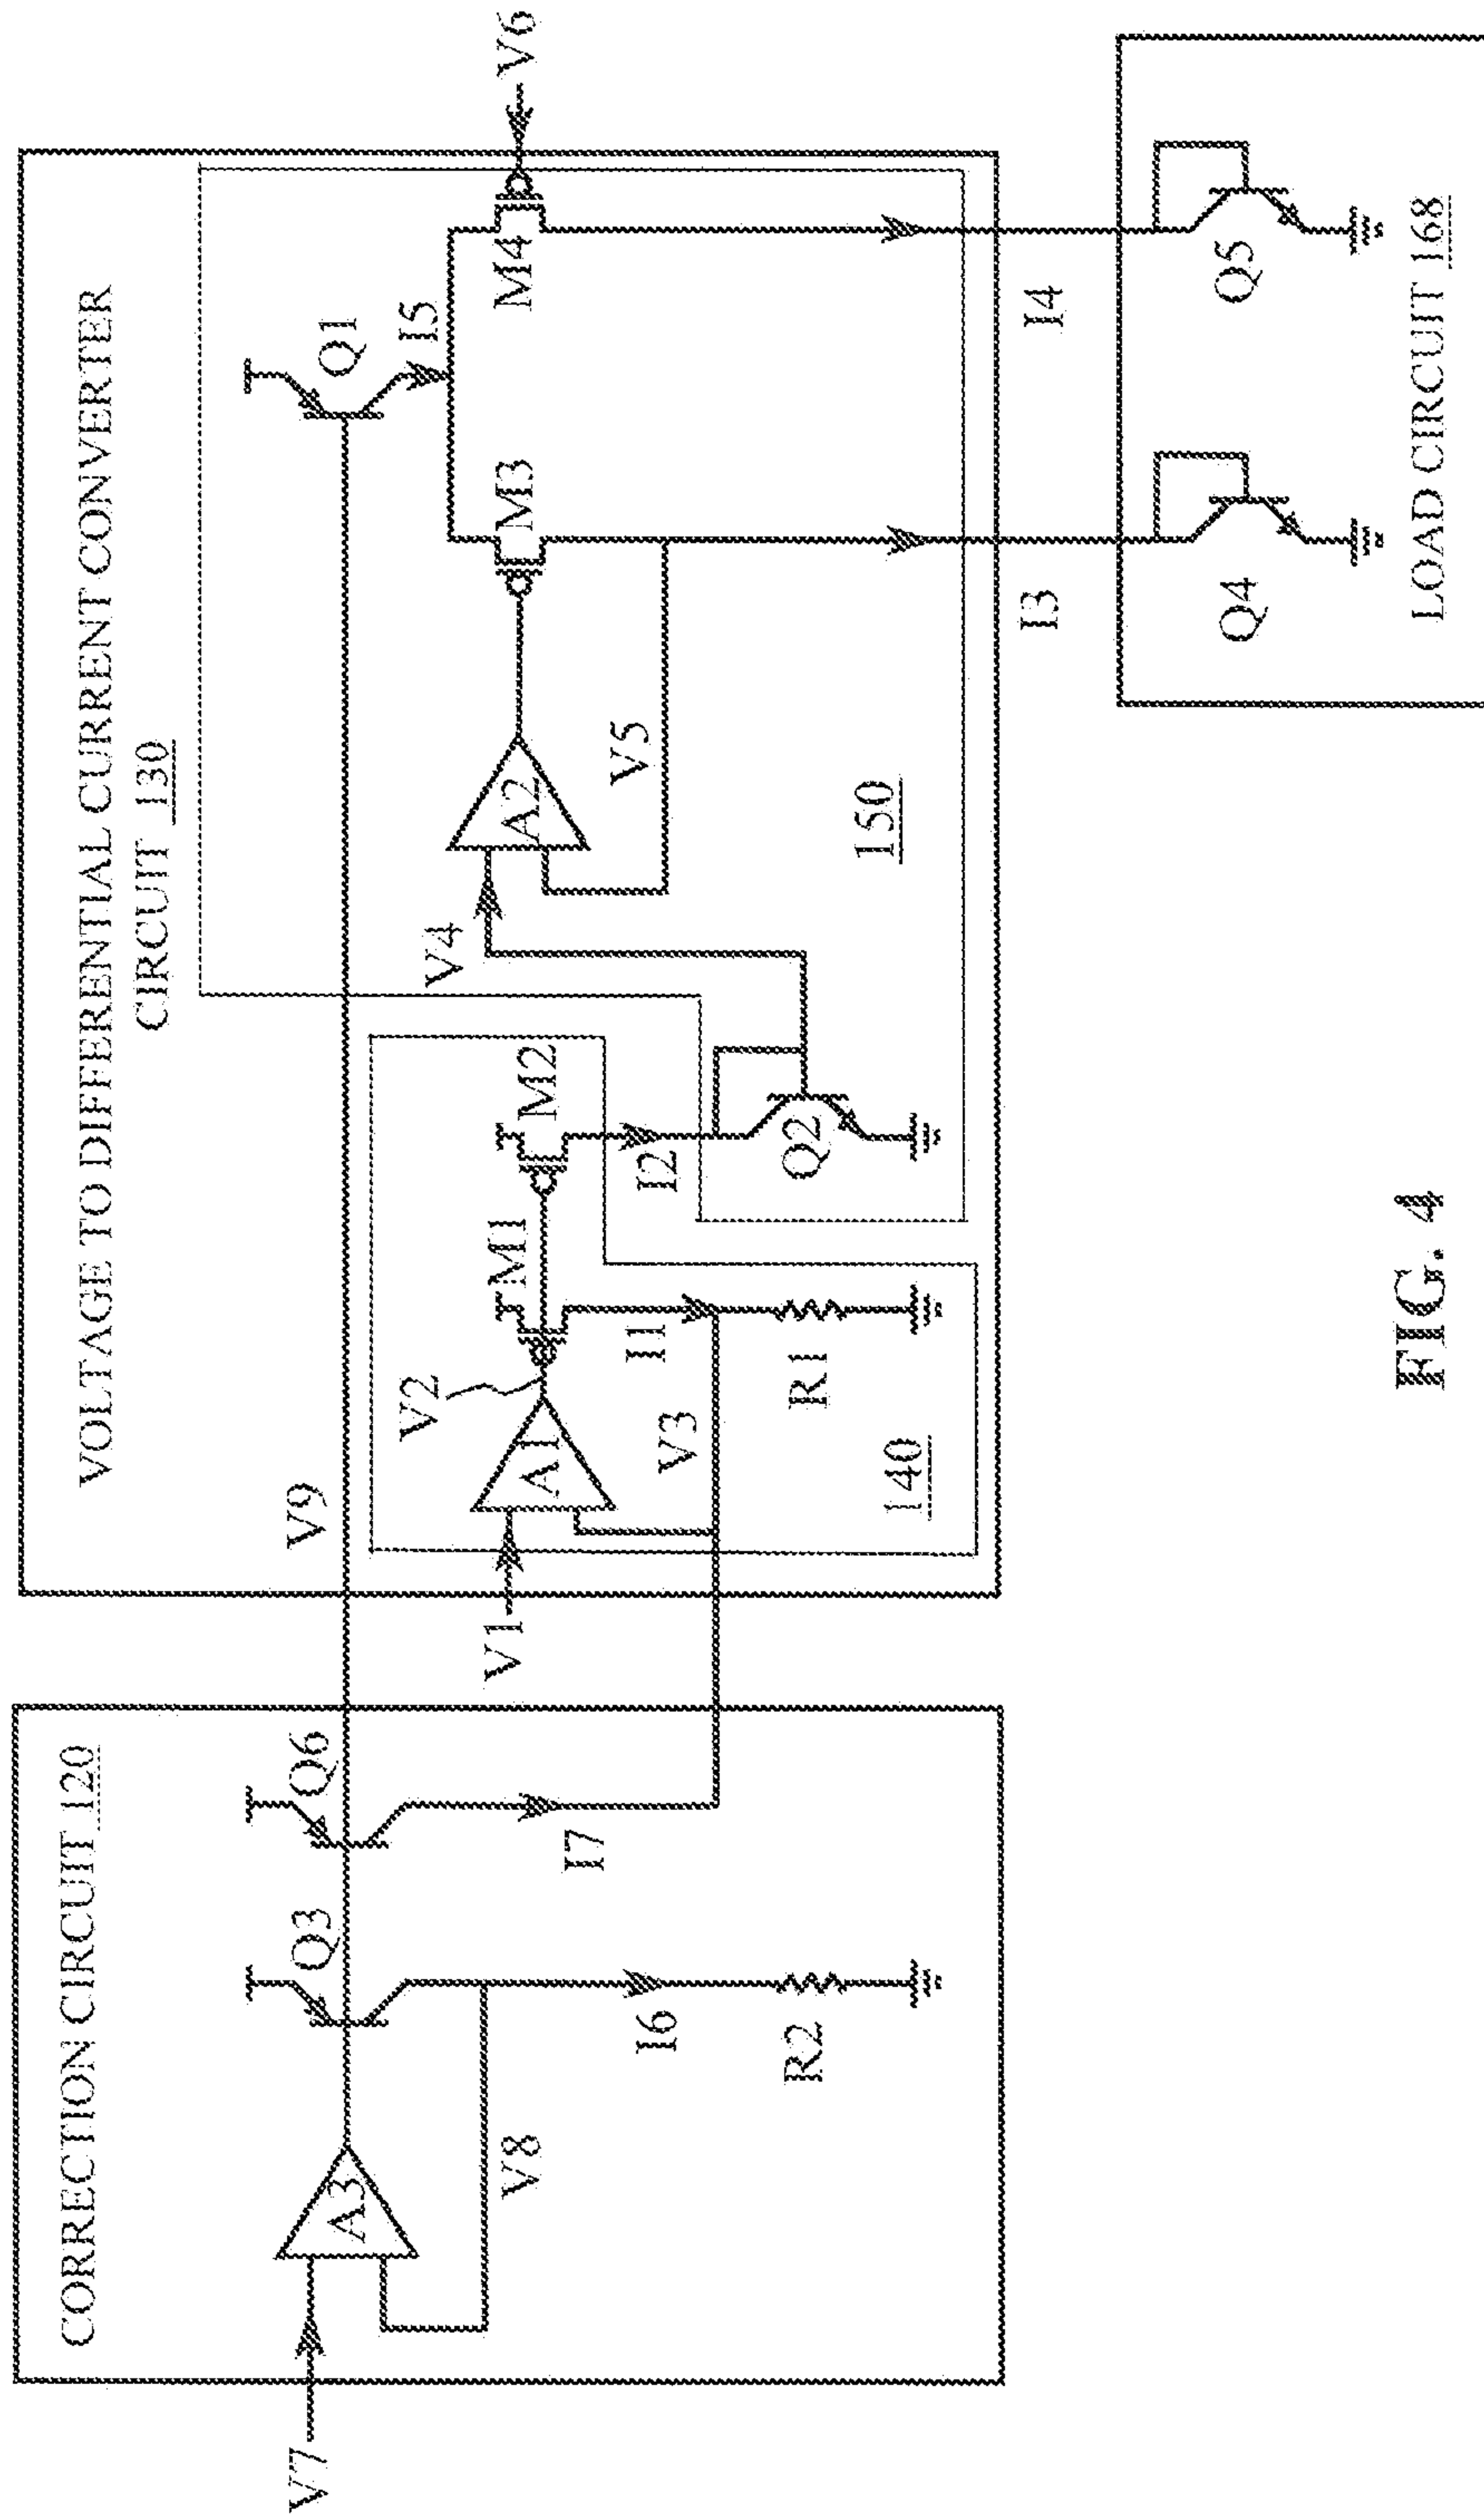 CORRECTION CIRCUIT 120
V7
A3
V8
Q3
Q6
I6
R2
I7
V9
VOLTAGE TO DIFFERENTIAL CURRENT CONVERTER
CIRCUIT 130
V1
A1
V2
V3
M1
I1
R1
140
M2
I2
Q2
V4
A2
V5
150
M3
Q1
I5
M4
V6
I3
I4
Q4
Q5
LOAD CIRCUIT 168
FIG. 4